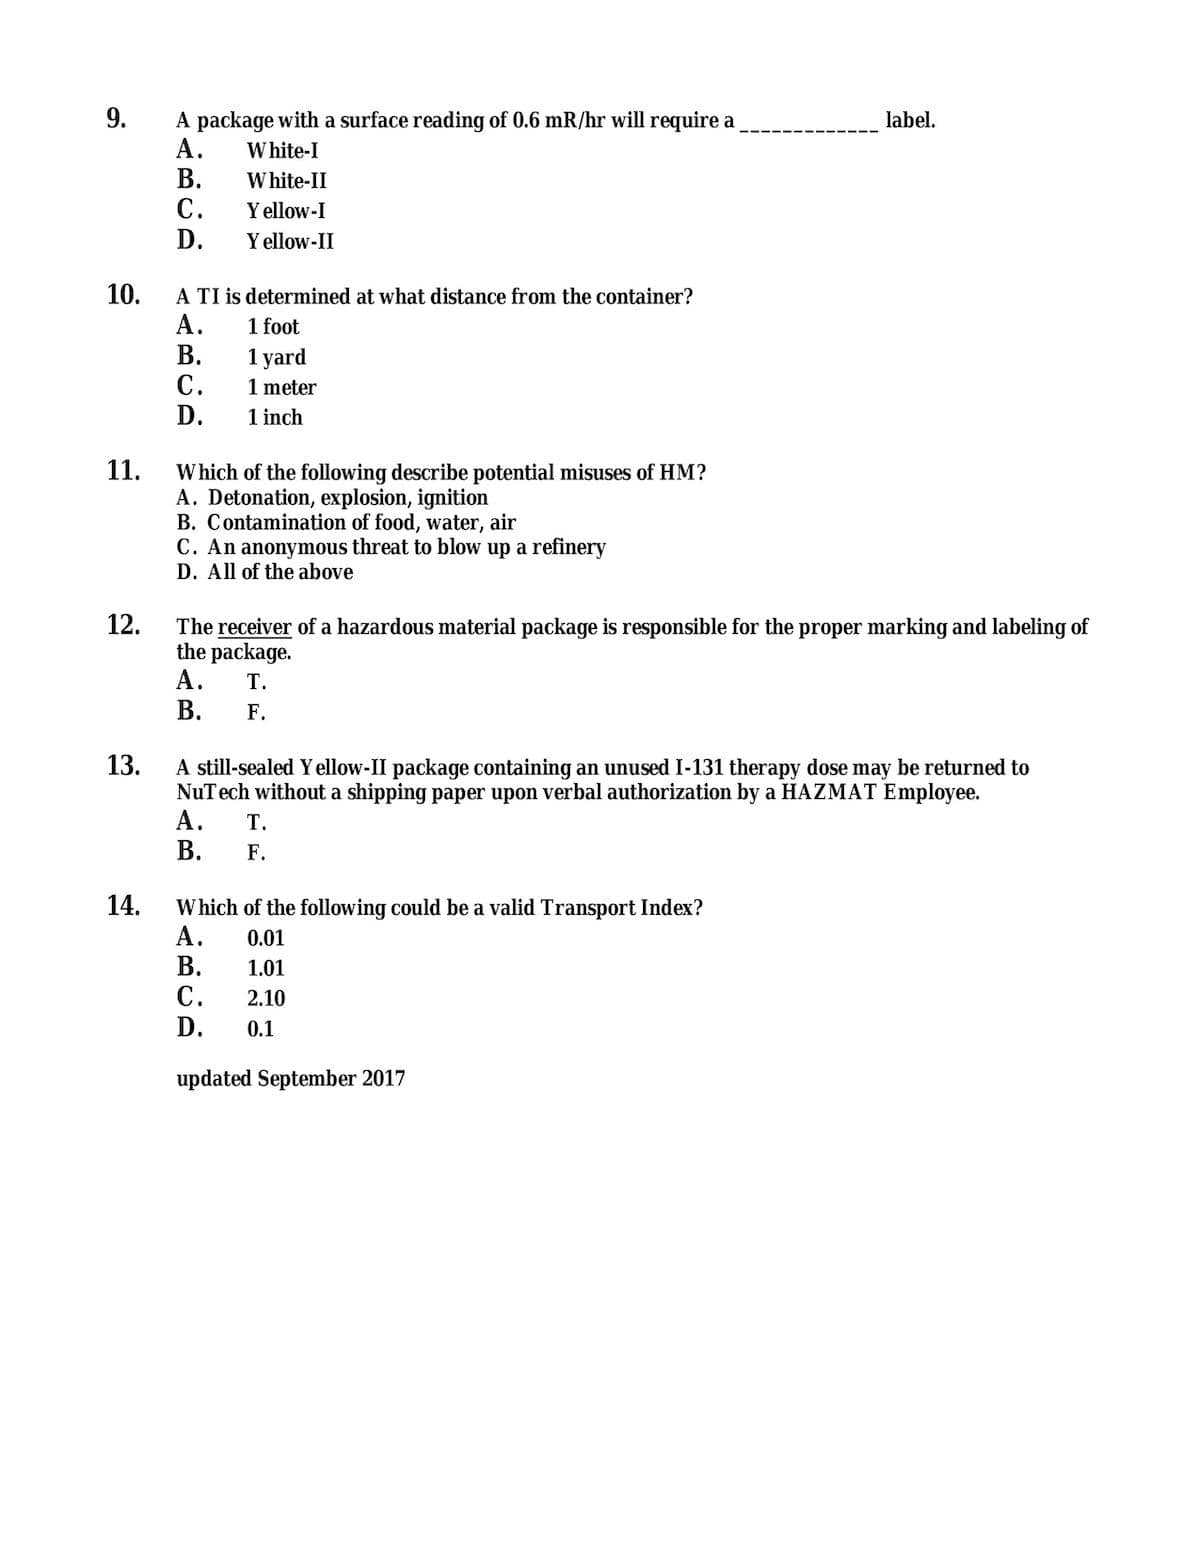 9. A package with a surface reading of 0.6 mR/hr will require a _____________ label.
A. White-I
B. White-II
C. Yellow-I
D. Yellow-II
10. A TI is determined at what distance from the container?
A. 1 foot
B. 1 yard
C. 1 meter
D. 1 inch
11. Which of the following describe potential misuses of HM?
A. Detonation, explosion, ignition
B. Contamination of food, water, air
C. An anonymous threat to blow up a refinery
D. All of the above
12. The receiver of a hazardous material package is responsible for the proper marking and labeling of
the package.
A. T.
B. F.
13. A still-sealed Yellow-II package containing an unused I-131 therapy dose may be returned to
NuTech without a shipping paper upon verbal authorization by a HAZMAT Employee.
A. T.
B. F.
14. Which of the following could be a valid Transport Index?
A. 0.01
B. 1.01
C. 2.10
D. 0.1
updated September 2017